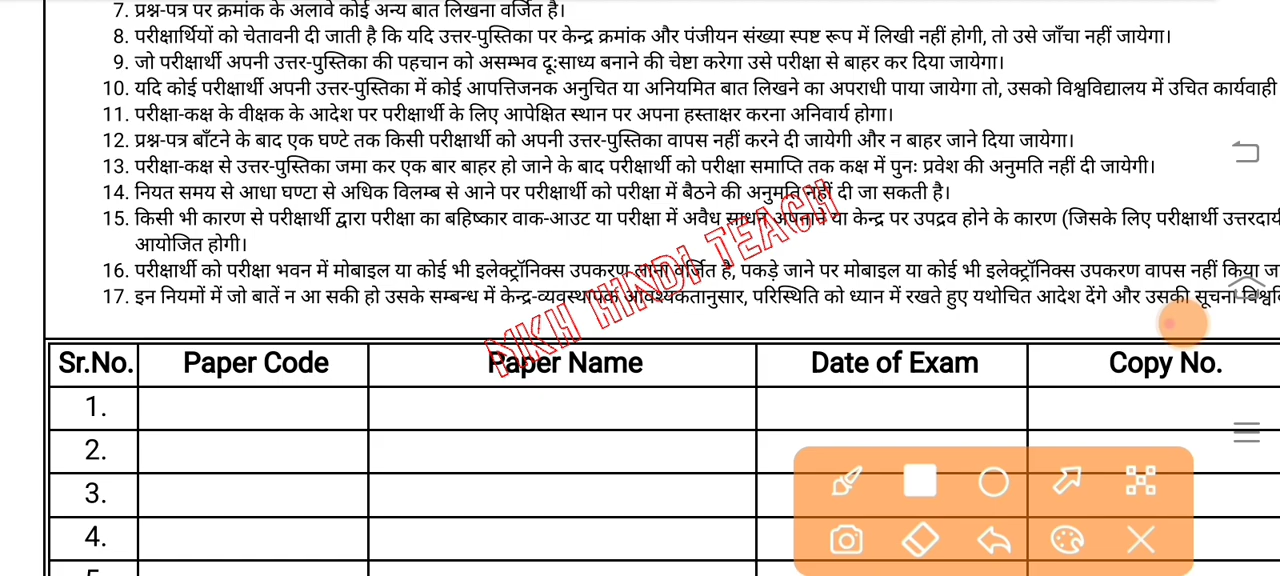 7. प्रश्न-पत्र पर क्रमांक के अलावे कोई अन्य बात लिखना वर्जित है।
8. परीक्षार्थियों को चेतावनी दी जाती है कि यदि उत्तर-पुस्तिका पर केन्द्र क्रमांक और पंजीयन संख्या स्पष्ट रूप में लिखी नहीं होगी, तो उसे जाँचा नहीं जायेगा।
9. जो परीक्षार्थी अपनी उत्तर-पुस्तिका की पहचान को असम्भव दूःसाध्य बनाने की चेष्टा करेगा उसे परीक्षा से बाहर कर दिया जायेगा।
10. यदि कोई परीक्षार्थी अपनी उत्तर-पुस्तिका में कोई आपत्तिजनक अनुचित या अनियमित बात लिखने का अपराधी पाया जायेगा तो, उसको विश्वविद्यालय में उचित कार्यवाही
11. परीक्षा-कक्ष के वीक्षक के आदेश पर परीक्षार्थी के लिए आपेक्षित स्थान पर अपना हस्ताक्षर करना अनिवार्य होगा।
12. प्रश्न-पत्र बाँटने के बाद एक घण्टे तक किसी परीक्षार्थी को अपनी उत्तर-पुस्तिका वापस नहीं करने दी जायेगी और न बाहर जाने दिया जायेगा।
13. परीक्षा-कक्ष से उत्तर-पुस्तिका जमा कर एक बार बाहर हो जाने के बाद परीक्षार्थी को परीक्षा समाप्ति तक कक्ष में पुनः प्रवेश की अनुमति नहीं दी जायेगी।
14. नियत समय से आधा घण्टा से अधिक विलम्ब से आने पर परीक्षार्थी को परीक्षा में बैठने की अनुमति नहीं दी जा सकती है।
15. किसी भी कारण से परीक्षार्थी द्वारा परीक्षा का बहिष्कार वाक-आउट या परीक्षा में अवैध साधन अपनाने या केन्द्र पर उपद्रव होने के कारण (जिसके लिए परीक्षार्थी
आयोजित होगी।
16. परीक्षार्थी को परीक्षा भवन में मोबाइल या कोई भी इलेक्ट्रॉनिक्स उपकरण लाना वर्जित है, पकड़े जाने पर मोबाइल या कोई भी इलेक्ट्रॉनिक्स उपकरण वापस नहीं किया
17. इन नियमों में जो बातें न आ सकी हो उसके सम्बन्ध में केन्द्र-व्यवस्थापक आवश्यकतानुसार, परिस्थिति को ध्यान में रखते हुए यथोचित आदेश देंगे और उसकी सूचना
MKH HINDI TEACH
Sr.No. Paper Code Paper Name Date of Exam Copy No.
1.
2.
3.
4.